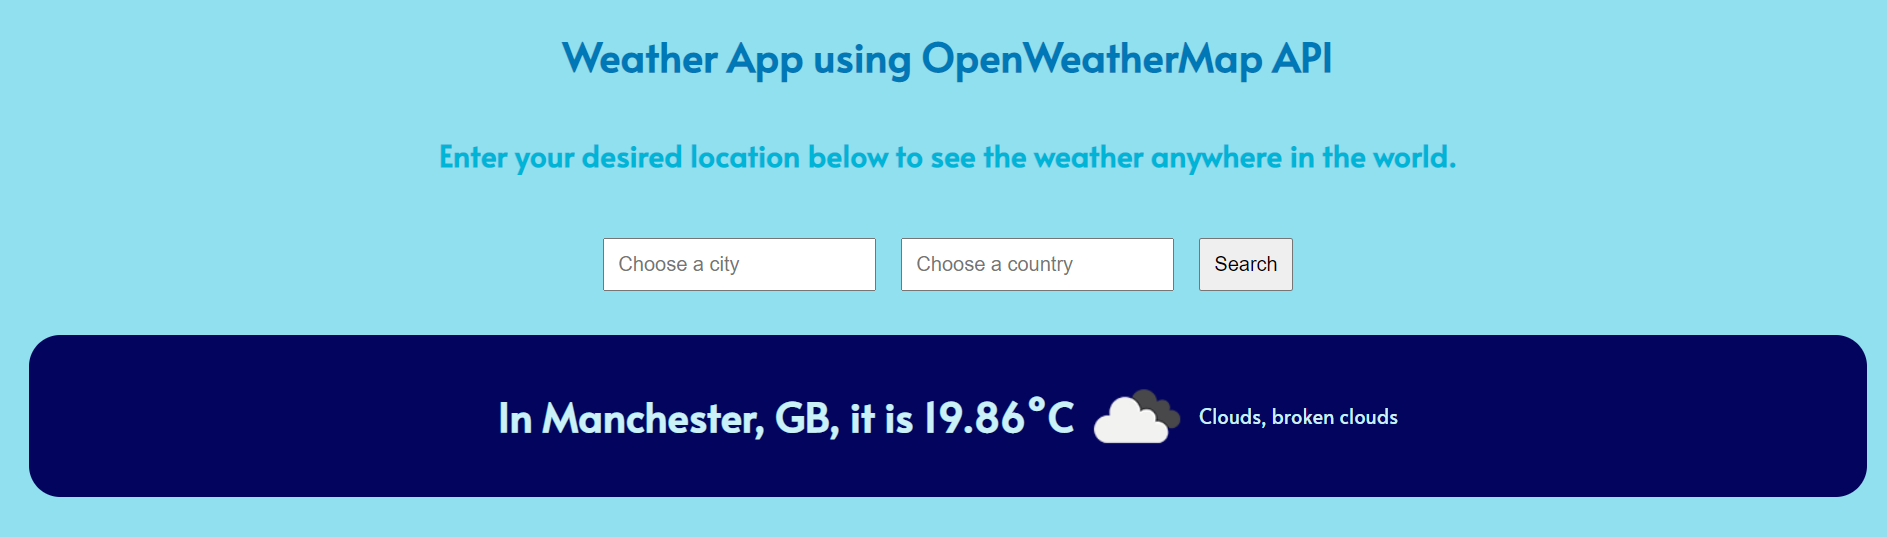 Weather App using OpenWeatherMap API
Enter your desired location below to see the weather anywhere in the world.
Choose a city Choose a country Search
In Manchester, GB, it is 19.86°C Clouds, broken clouds